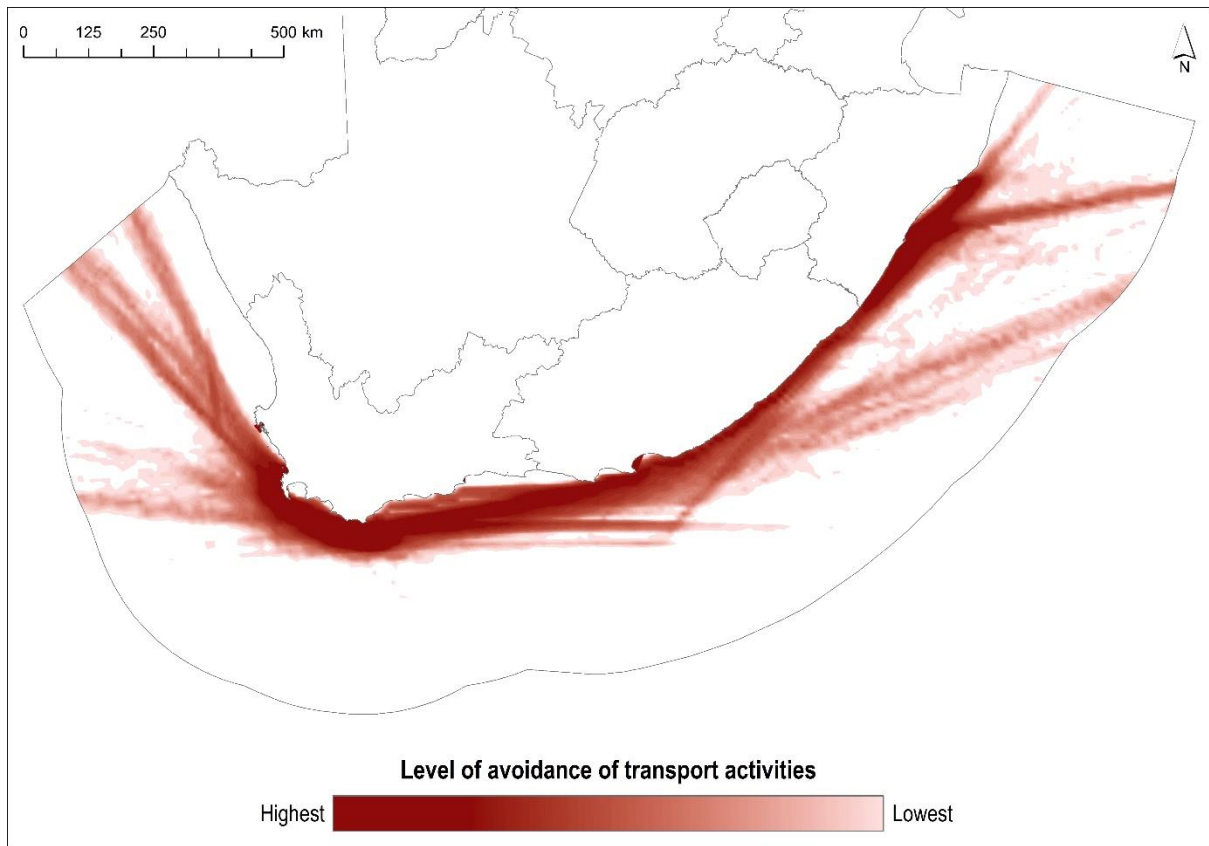 0 125 250 500 km
N
Level of avoidance of transport activities
Highest Lowest